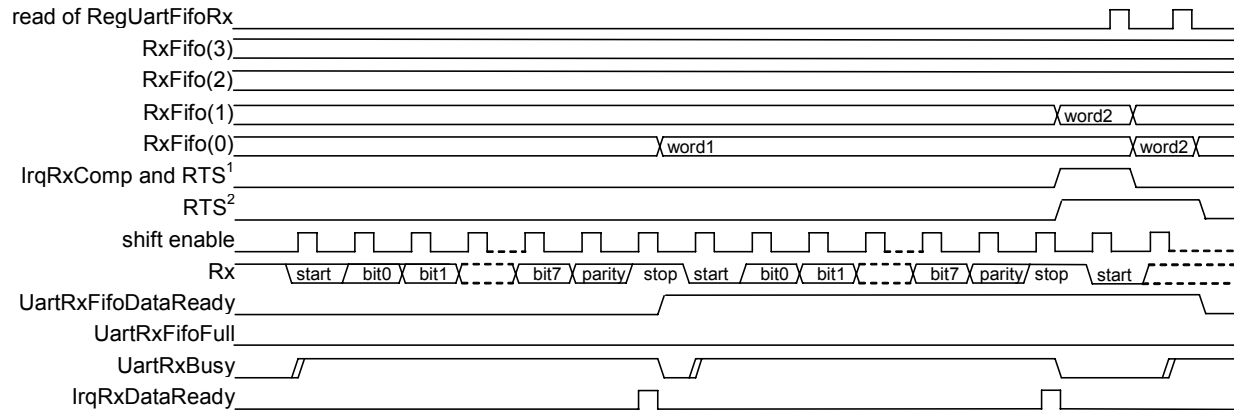 read of RegUartFifoRx
RxFifo(3)
RxFifo(2)
RxFifo(1) word2
RxFifo(0) word1 word2
IrqRxComp and RTS1
RTS2
shift enable
Rx start bit0 bit1 bit7 parity stop start bit0 bit1 bit7 parity stop start
UartRxFifoDataReady
UartRxFifoFull
UartRxBusy
IrqRxDataReady